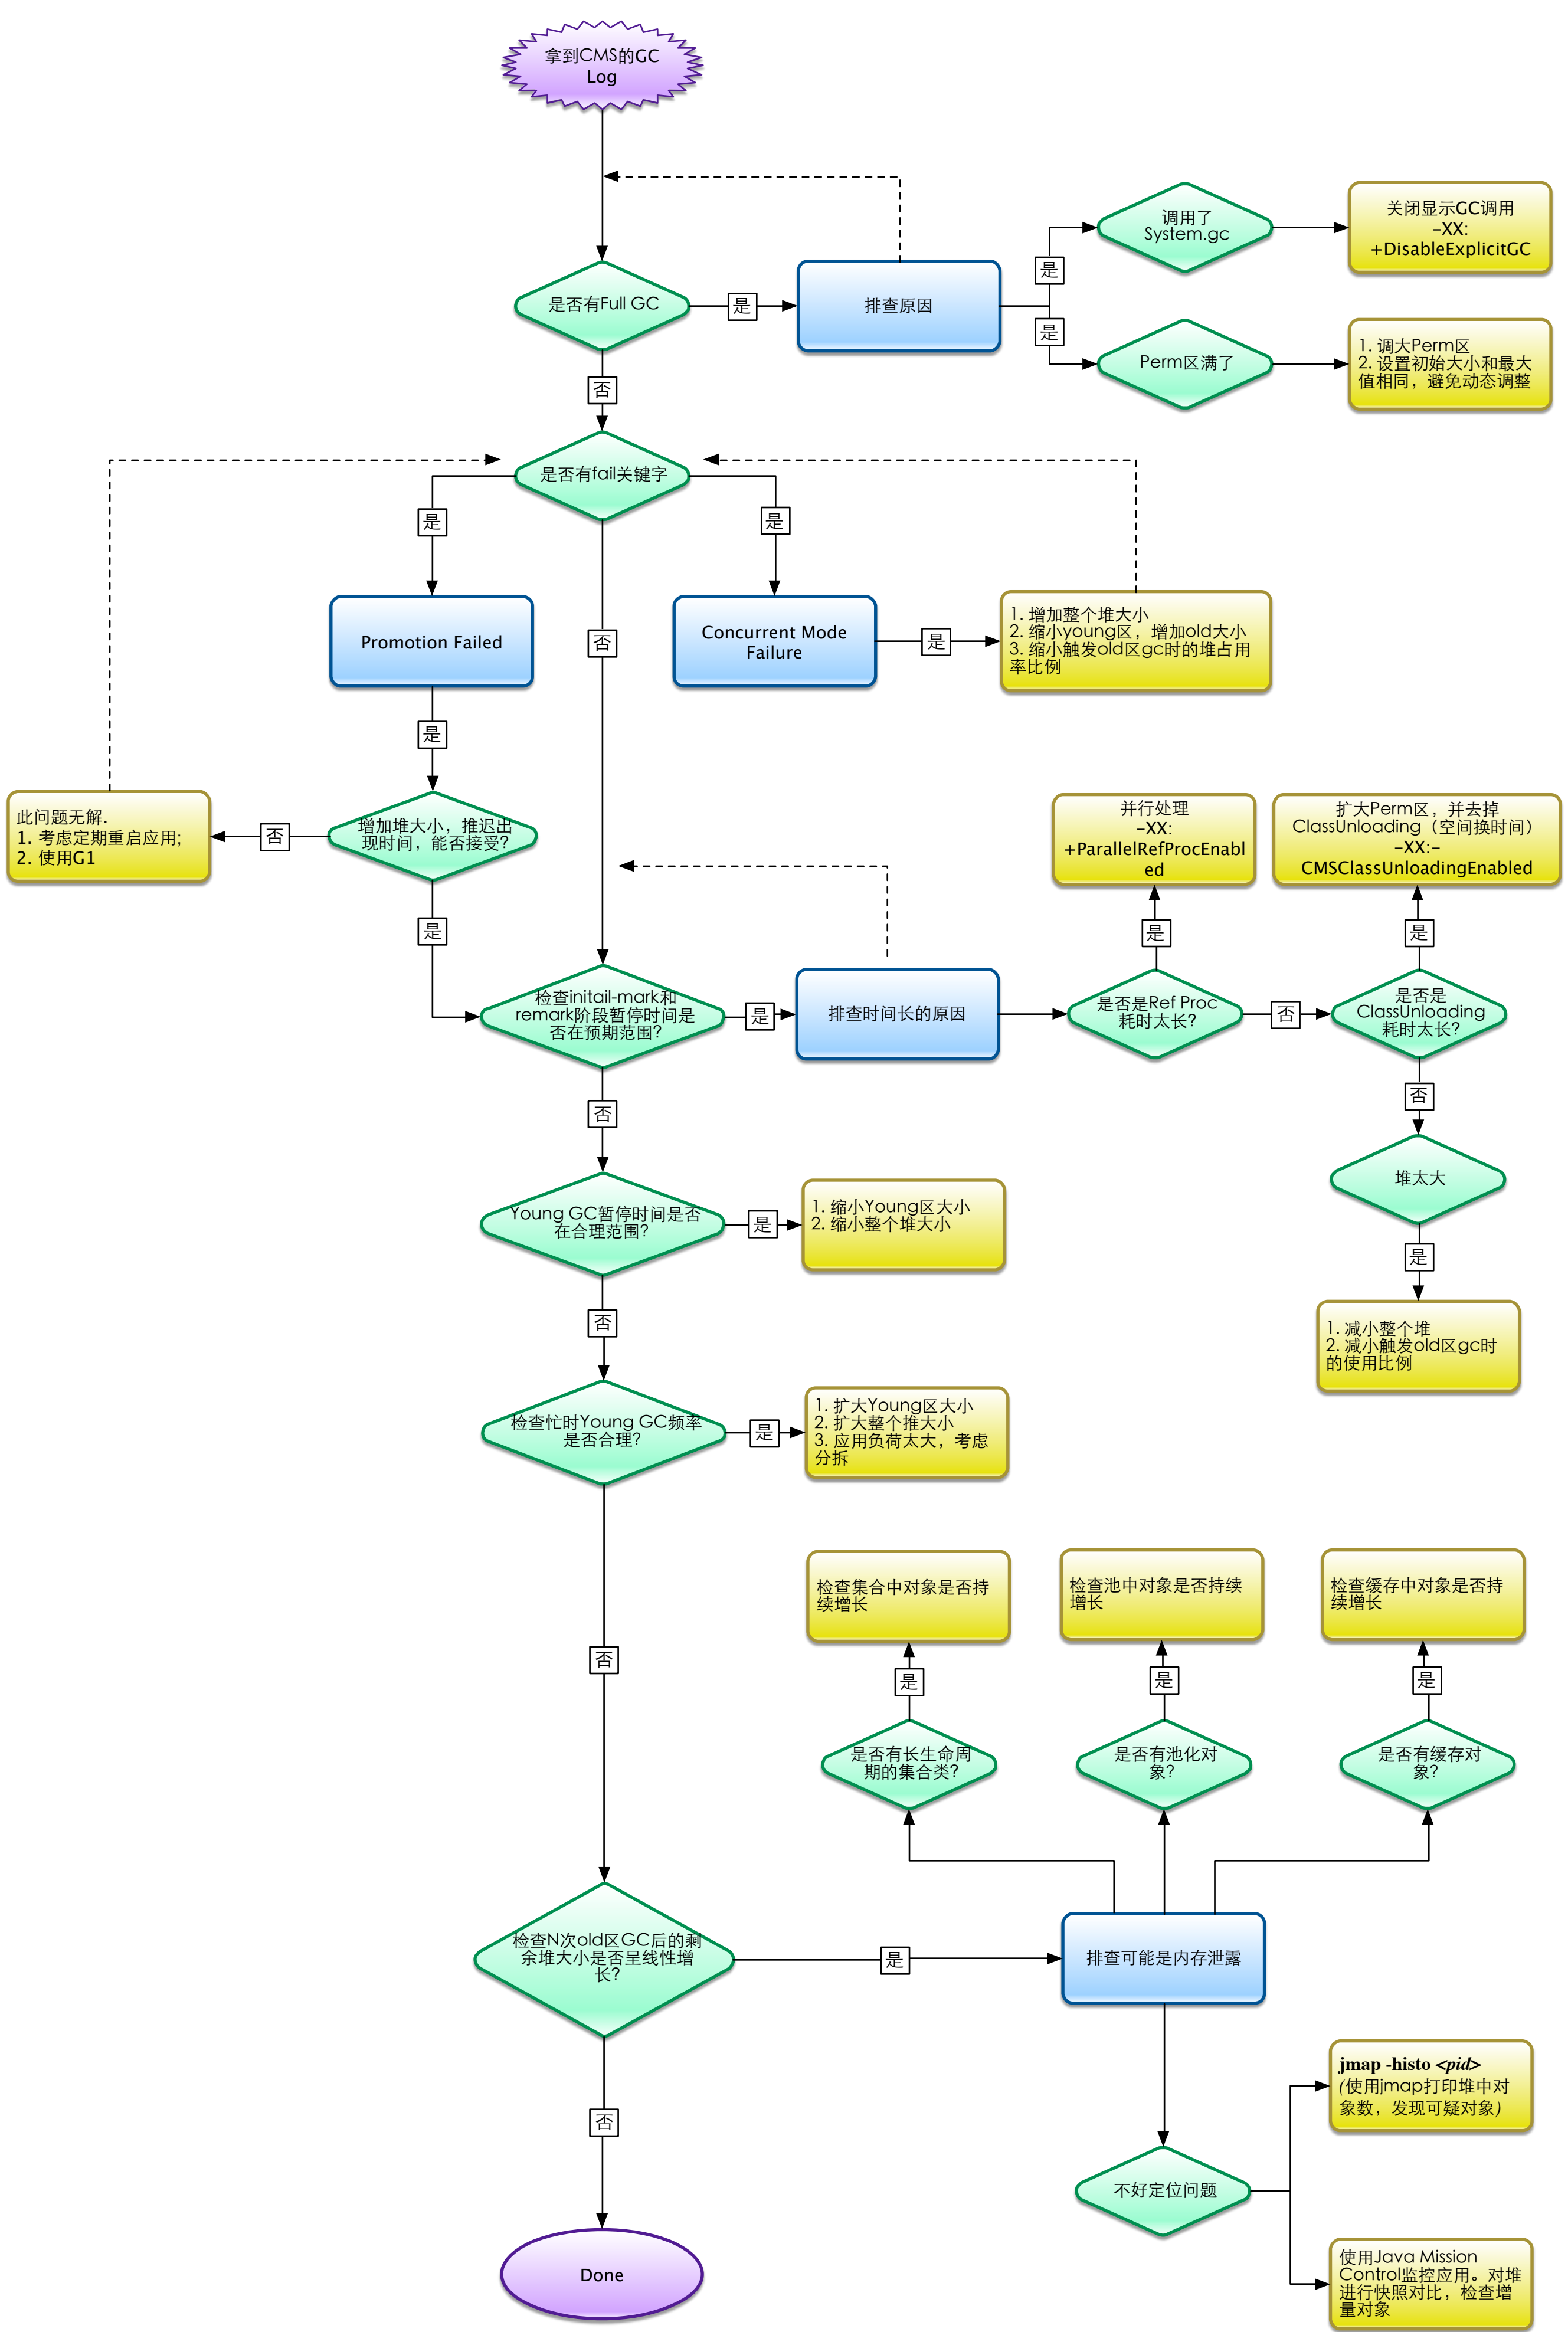 拿到CMS的GC
Log
是否有Full GC
是
排查原因
是
调用了
System.gc
关闭显示GC调用
-XX:
+DisableExplicitGC
是
Perm区满了
1. 调大Perm区
2. 设置初始大小和最大
值相同，避免动态调整
否
是否有fail关键字
是
是
Promotion Failed
否
Concurrent Mode
Failure
是
1. 增加整个堆大小
2. 缩小young区，增加old大小
3. 缩小触发old区gc时的堆占用
率比例
是
此问题无解.
1. 考虑定期重启应用;
2. 使用G1
否
增加堆大小，推迟出
现时间，能否接受?
是
并行处理
-XX:
+ParallelRefProcEnabl
ed
扩大Perm区，并去掉
ClassUnloading（空间换时间）
-XX:-
CMSClassUnloadingEnabled
是
是
检查initail-mark和
remark阶段暂停时间是
否在预期范围?
是
排查时间长的原因
是否是Ref Proc
耗时太长?
否
是否是
ClassUnloading
耗时太长?
否
否
堆太大
是
1. 减小整个堆
2. 减小触发old区gc时
的使用比例
Young GC暂停时间是否
在合理范围?
是
1. 缩小Young区大小
2. 缩小整个堆大小
否
检查忙时Young GC频率
是否合理?
是
1. 扩大Young区大小
2. 扩大整个推大小
3. 应用负荷太大，考虑
分拆
否
检查集合中对象是否持
续增长
检查池中对象是否持续
增长
检查缓存中对象是否持
续增长
是
是
是
是否有长生命周
期的集合类?
是否有池化对
象?
是否有缓存对
象?
检查N次old区GC后的剩
余堆大小是否呈线性增
长?
是
排查可能是内存泄露
否
不好定位问题
jmap -histo <pid>
(使用jmap打印堆中对
象数，发现可疑对象)
使用Java Mission
Control监控应用。对堆
进行快照对比，检查增
量对象
Done